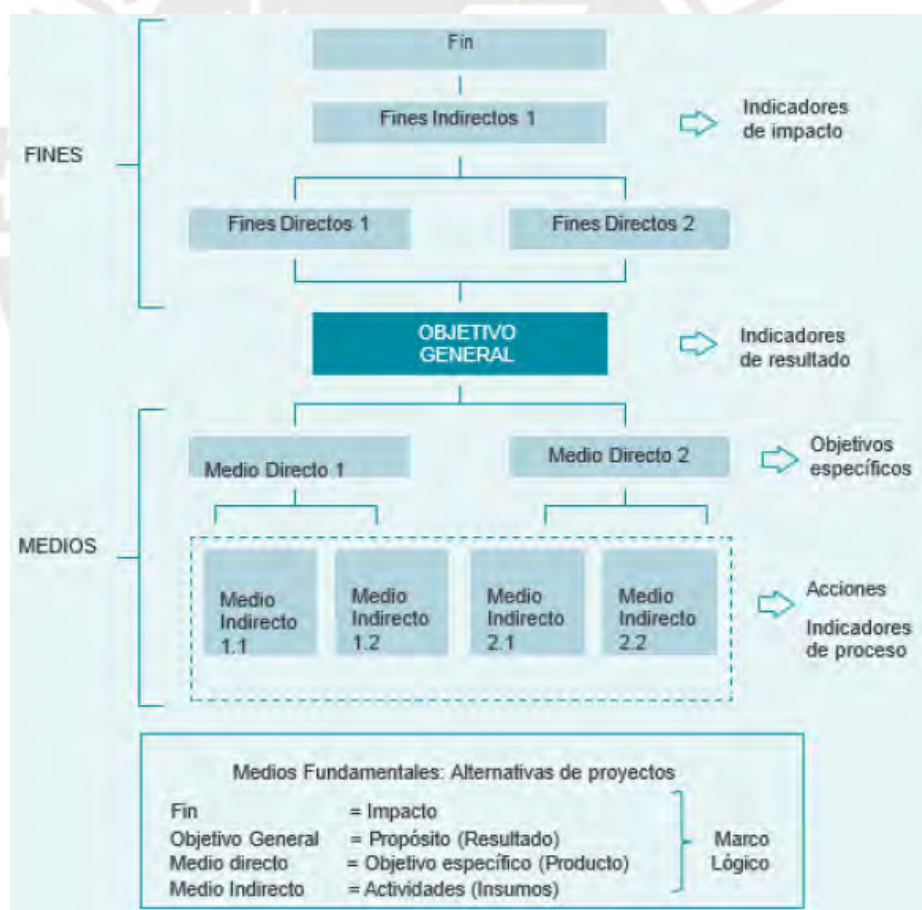 Fin
Fines Indirectos 1
Indicadores
de impacto
FINES
Fines Directos 1
Fines Directos 2
OBJETIVO
GENERAL
Indicadores
de resultado
Medio Directo 1
Medio Directo 2
Objetivos
específicos
MEDIOS
Medio
Indirecto
1.1
Medio
Indirecto
1.2
Medio
Indirecto
2.1
Medio
Indirecto
2.2
Acciones
Indicadores
de proceso
Medios Fundamentales: Alternativas de proyectos
Fin = Impacto
Objetivo General = Propósito (Resultado)
Medio directo = Objetivo específico (Producto)
Medio Indirecto = Actividades (Insumos)
Marco
Lógico